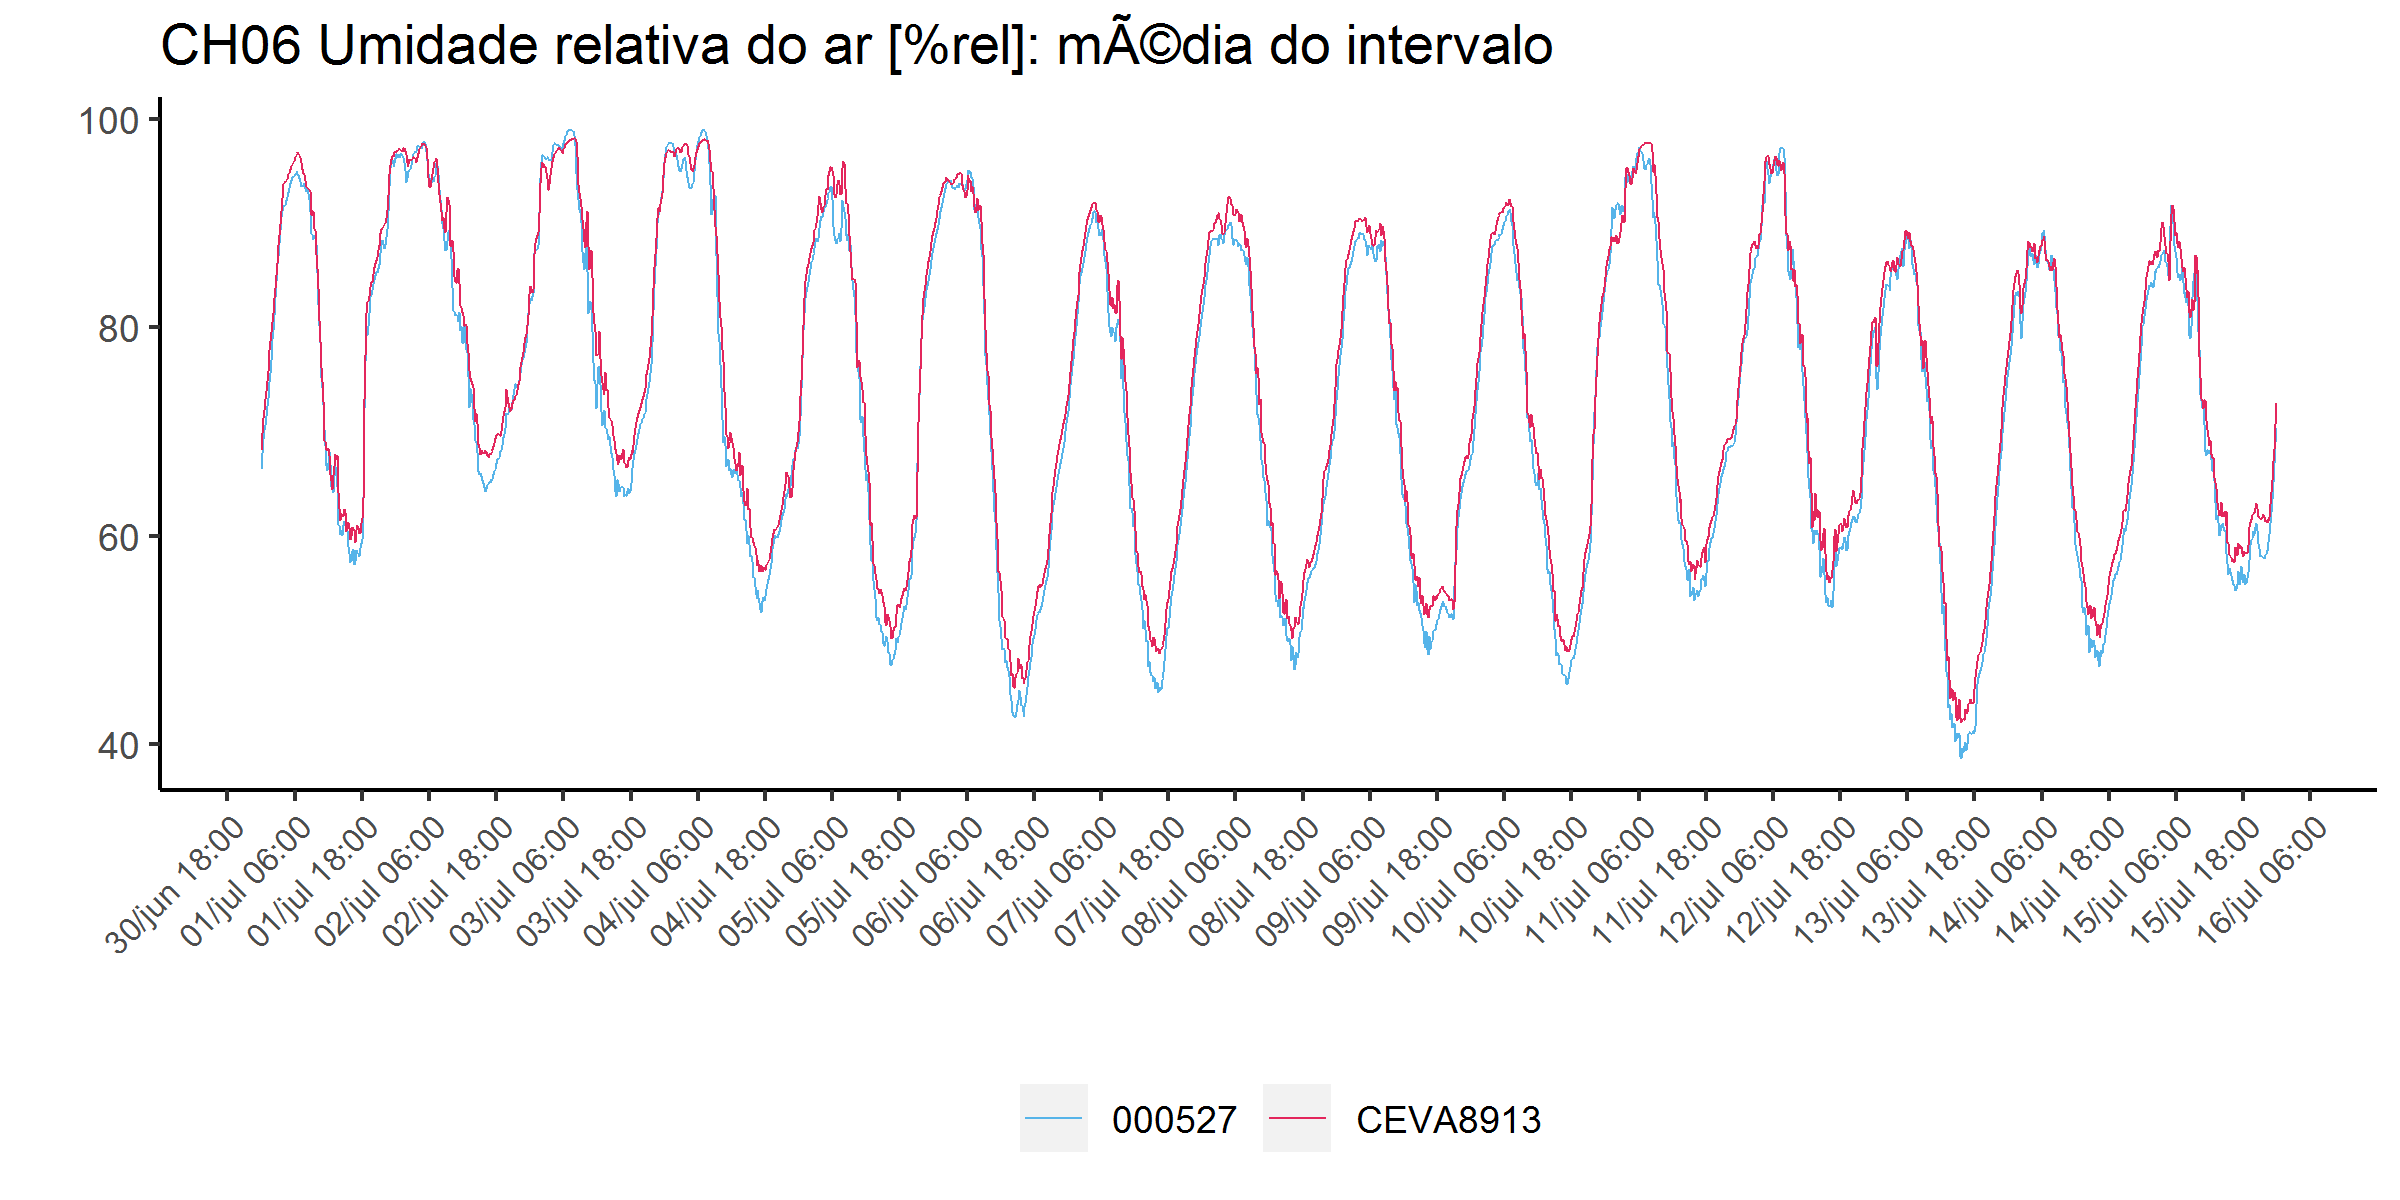 CH06 Umidade relativa do ar [%rel]: mÃ©dia do intervalo
100
80
60
40
30/jun 18:00
01/jul 06:00
01/jul 18:00
02/jul 06:00
02/jul 18:00
03/jul 06:00
03/jul 18:00
04/jul 06:00
04/jul 18:00
05/jul 06:00
05/jul 18:00
06/jul 06:00
06/jul 18:00
07/jul 06:00
07/jul 18:00
08/jul 06:00
08/jul 18:00
09/jul 06:00
09/jul 18:00
10/jul 06:00
10/jul 18:00
11/jul 06:00
11/jul 18:00
12/jul 06:00
12/jul 18:00
13/jul 06:00
13/jul 18:00
14/jul 06:00
14/jul 18:00
15/jul 06:00
15/jul 18:00
16/jul 06:00
000527
CEVA8913